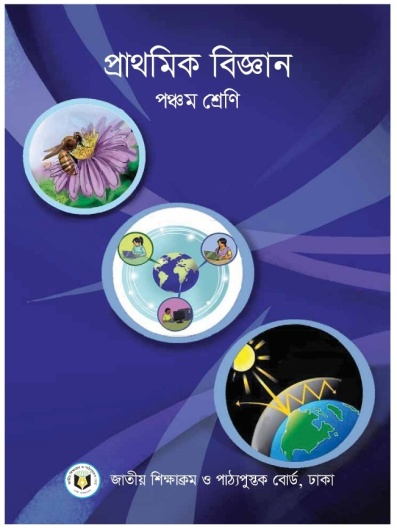 প্রাথমিক বিজ্ঞান
পঞ্চম শ্রেণি
জাতীয় শিক্ষাক্রম ও পাঠ্যপুস্তক বোর্ড, ঢাকা